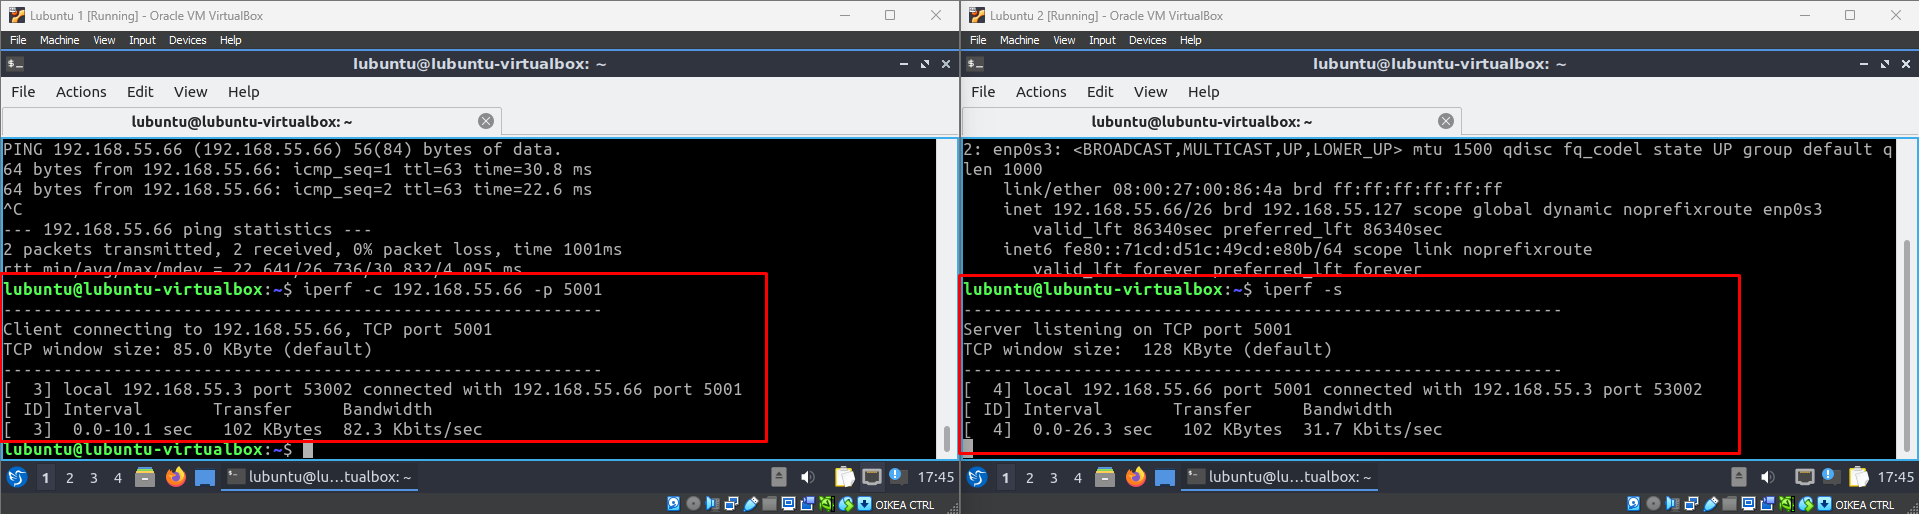 Lubuntu 1 [Running] - Oracle VM VirtualBox
File Machine View Input Devices Help
lubuntu@lubuntu-virtualbox: ~
File Actions Edit View Help
lubuntu@lubuntu-virtualbox: ~
PING 192.168.55.66 (192.168.55.66) 56(84) bytes of data.
64 bytes from 192.168.55.66: icmp_seq=1 ttl=63 time=30.8 ms
64 bytes from 192.168.55.66: icmp_seq=2 ttl=63 time=22.6 ms
^C
--- 192.168.55.66 ping statistics ---
2 packets transmitted, 2 received, 0% packet loss, time 1001ms
rtt min/avg/max/mdev = 22.641/26.736/30.832/4.095 ms
lubuntu@lubuntu-virtualbox:~$ iperf -c 192.168.55.66 -p 5001
------------------------------------------------------------
Client connecting to 192.168.55.66, TCP port 5001
TCP window size: 85.0 KByte (default)
------------------------------------------------------------
[  3] local 192.168.55.3 port 53002 connected with 192.168.55.66 port 5001
[ ID] Interval       Transfer     Bandwidth
[  3]  0.0-10.1 sec   102 KBytes  82.3 Kbits/sec
lubuntu@lubuntu-virtualbox:~$
1 2 3 4 lubuntu@lu...tualbox: ~ 17:45
OIKEA CTRL
Lubuntu 2 [Running] - Oracle VM VirtualBox
File Machine View Input Devices Help
lubuntu@lubuntu-virtualbox: ~
File Actions Edit View Help
lubuntu@lubuntu-virtualbox: ~
2: enp0s3: <BROADCAST,MULTICAST,UP,LOWER_UP> mtu 1500 qdisc fq_codel state UP group default q
len 1000
link/ether 08:00:27:00:86:4a brd ff:ff:ff:ff:ff:ff
inet 192.168.55.66/26 brd 192.168.55.127 scope global dynamic noprefixroute enp0s3
valid_lft 86340sec preferred_lft 86340sec
inet6 fe80::71cd:d51c:49cd:e80b/64 scope link noprefixroute
valid_lft forever preferred_lft forever
lubuntu@lubuntu-virtualbox:~$ iperf -s
------------------------------------------------------------
Server listening on TCP port 5001
TCP window size:  128 KByte (default)
------------------------------------------------------------
[  4] local 192.168.55.66 port 5001 connected with 192.168.55.3 port 53002
[ ID] Interval       Transfer     Bandwidth
[  4]  0.0-26.3 sec   102 KBytes  31.7 Kbits/sec
1 2 3 4 lubuntu@lu...tualbox: ~ 17:45
OIKEA CTRL